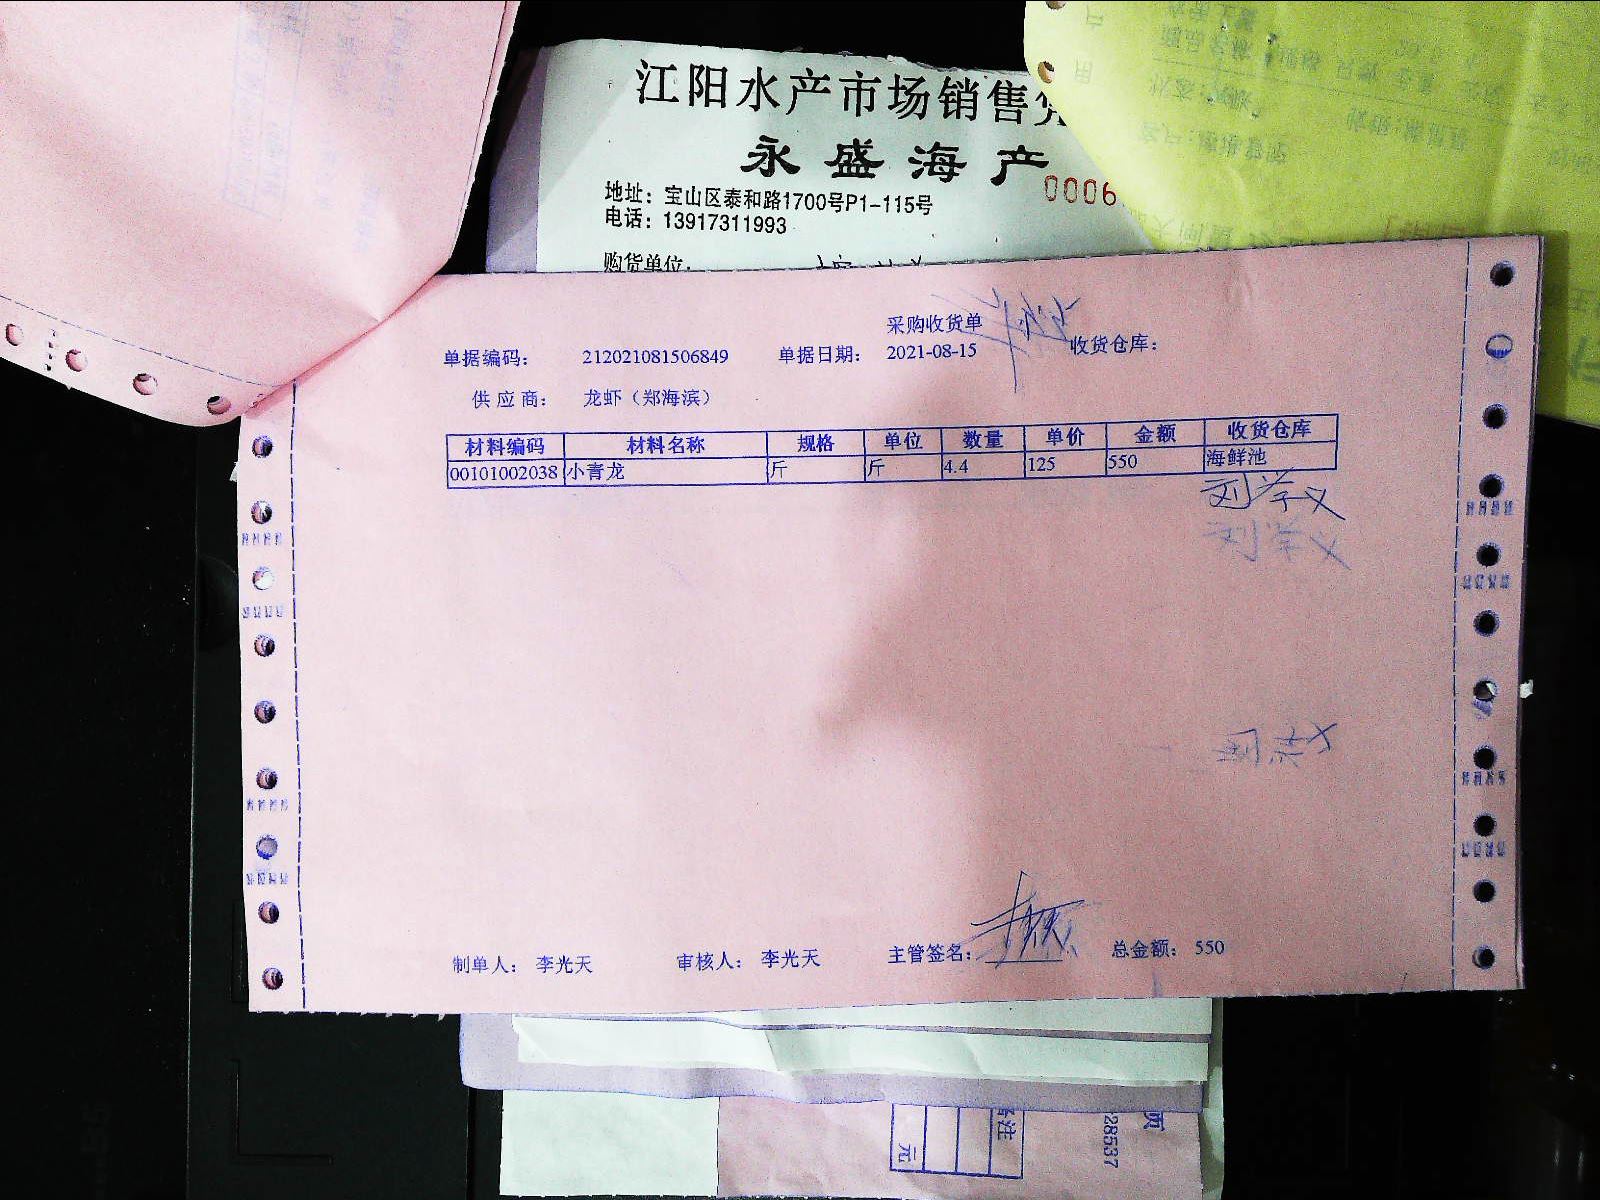 江阳水产市场销售
永盛海产
0006
地址：宝山区泰和路1700号P1-115号
电话：13917311993
购货单位：
采购收货单
单据编码： 212021081506849 单据日期： 2021-08-15 收货仓库：
供应商： 龙虾（郑海滨）
材料编码 材料名称 规格 单位 数量 单价 金额 收货仓库
00101002038 小青龙 斤 斤 4.4 125 550 海鲜池
制单人： 李光天 审核人： 李光天 主管签名： 总金额： 550
备注
元
28537
页